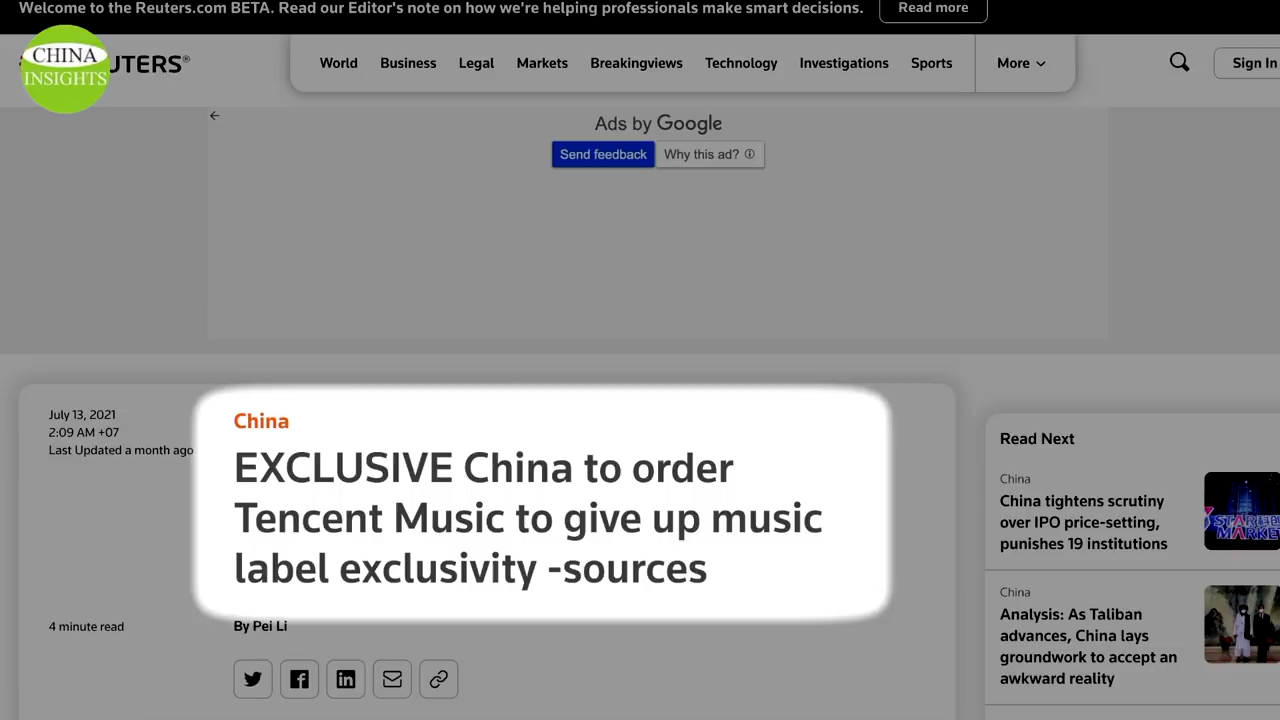 Welcome to the Reuters.com BETA. Read our Editor's note on how we're helping professionals make smart decisions.
Read more
CHINA
INSIGHTS
UTERS®
World Business Legal Markets Breakingviews Technology Investigations Sports More
Sign In
Ads by Google
Send feedback Why this ad?
July 13, 2021
2:09 AM +07
Last Updated a month ago
China
EXCLUSIVE China to order
Tencent Music to give up music
label exclusivity -sources
4 minute read
By Pei Li
Read Next
China
China tightens scrutiny
over IPO price-setting,
punishes 19 institutions
China
Analysis: As Taliban
advances, China lays
groundwork to accept an
awkward reality